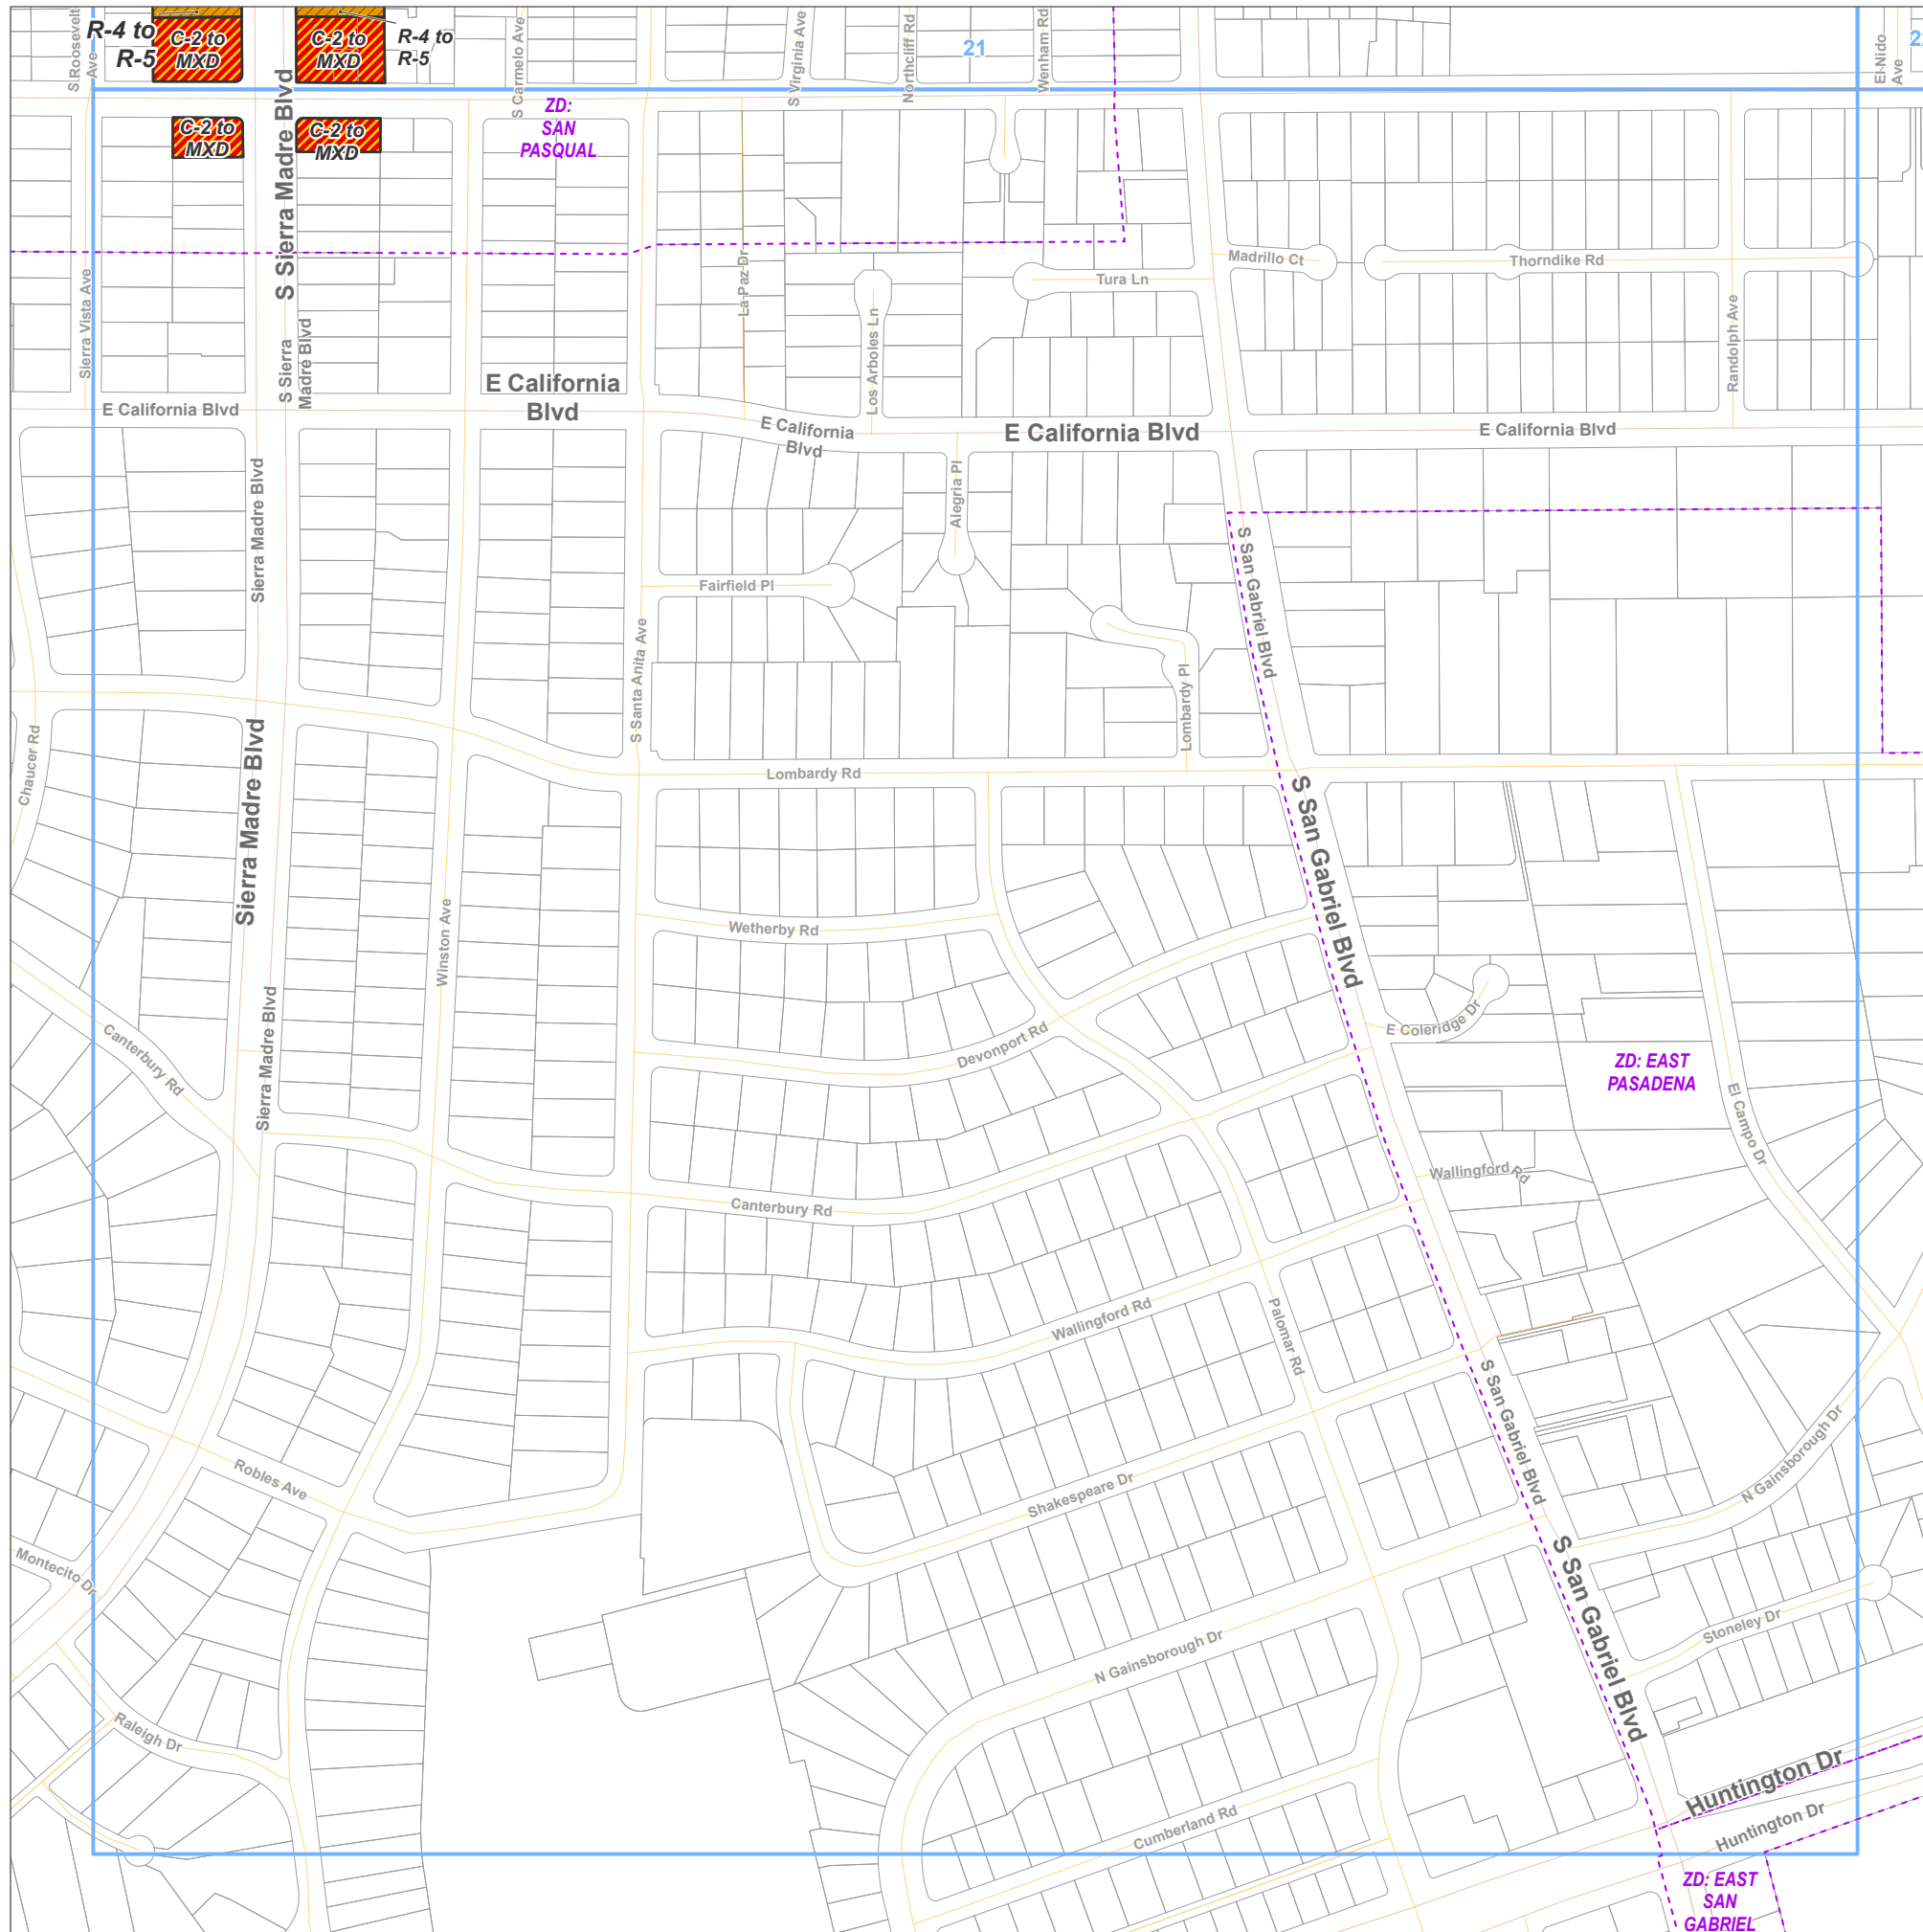 R-4 to
R-5
C-2 to
MXD
C-2 to
MXD
R-4 to
R-5
S Roosevelt
Ave
S Carmelo Ave
S Virginia Ave
Northcliff Rd
21
Wenham Rd
El Nido
Ave
C-2 to
MXD
C-2 to
MXD
S Sierra Madre Blvd
ZD:
SAN
PASQUAL
Sierra Vista Ave
S Sierra
Madre Blvd
La Paz Dr
Los Arboles Ln
Tura Ln
Madrillo Ct
Thorndike Rd
Randolph Ave
E California Blvd
E California
Blvd
E California
Blvd
E California Blvd
E California Blvd
Sierra Madre Blvd
Alegria Pl
S San Gabriel Blvd
Fairfield Pl
S Santa Anita Ave
Lombardy Pl
Chaucer Rd
Sierra Madre Blvd
Lombardy Rd
S San Gabriel Blvd
Winston Ave
Wetherby Rd
Canterbury Rd
Sierra Madre Blvd
Devonport Rd
E Coleridge Dr
ZD: EAST
PASADENA
El Campo Dr
Wallingford Rd
Canterbury Rd
Wallingford Rd
Palomar Rd
S San Gabriel Blvd
Robles Ave
Shakespeare Dr
N Gainsborough Dr
Montecito Dr
S San Gabriel Blvd
Stoneley Dr
N Gainsborough Dr
Raleigh Dr
Huntington Dr
Huntington Dr
Cumberland Rd
ZD: EAST
SAN
GABRIEL